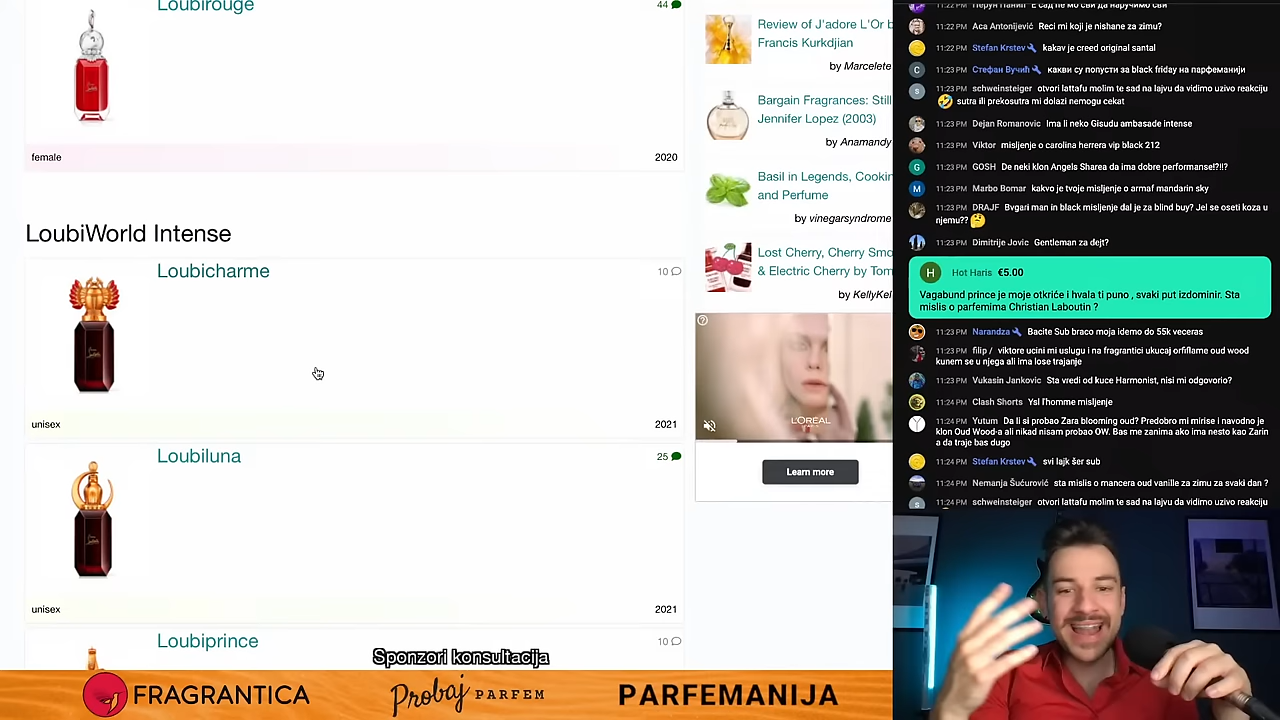 Loubirouge
44
female
2020
LoubiWorld Intense
Loubicharme
10
unisex
2021
Loubiluna
25
unisex
2021
Loubiprince
10
Review of J'adore L'Or b
Francis Kurkdjian
by Marcelete
Bargain Fragrances: Still
Jennifer Lopez (2003)
by Anamandy
Basil in Legends, Cookin
and Perfume
by vinegarsyndrome
Lost Cherry, Cherry Smo
& Electric Cherry by Tom
by KellyKel
L'ORÉAL
Learn more
11:22 PM Aca Antonijević Reci mi koji je nishane za zimu?
11:22 PM Stefan Krstev kakav je creed original santal
11:23 PM Стефан Вучић какви су попусти за black friday на парфеманији
11:23 PM schweinsteiger otvori lattafu molim te sad na lajvu da vidimo uzivo reakciju
sutra ili prekosutra mi dolazi nemogu cekat
11:23 PM Dejan Romanovic Ima li neko Gisudu ambasade intense
11:23 PM Viktor misljenje o carolina herrera vip black 212
11:23 PM GOSH De neki klon Angels Sharea da ima dobre performanse!?!!?
11:23 PM Marbo Bomar kakvo je tvoje misljenje o armaf mandarin sky
11:23 PM DRAJF Bvgari man in black misljenje dal je za blind buy? Jel se oseti koza u
njemu??
11:23 PM Dimitrije Jovic Gentleman za dejt?
H Hot Haris €5.00
Vagabund prince je moje otkriće i hvala ti puno , svaki put izdominir. Sta
mislis o parfemima Christian Laboutin ?
11:23 PM Narandza Bacite Sub braco moja idemo do 55k veceras
11:23 PM filip / viktore ucini mi uslugu i na fragrantici ukucaj oriflame oud wood
kunem se u njega ali ima lose trajanje
11:23 PM Vukasin Jankovic Sta vredi od kuce Harmonist, nisi mi odgovorio?
11:24 PM Clash Shorts Ysl l'homme misljenje
11:24 PM Yutum Da li si probao Zara blooming oud? Predobro mi mirise i navodno je
klon Oud Wood-a ali nikad nisam probao OW. Bas me zanima ako ima nesto kao Zarin
a da traje bas dugo
11:24 PM Stefan Krstev svi lajk šer sub
11:24 PM Nemanja Šućurović sta mislis o mancera oud vanille za zimu za svaki dan ?
11:24 PM schweinsteiger otvori lattafu molim te sad na lajvu da vidimo uzivo reakciju
Sponzori konsultacija
FRAGRANTICA
Probaj PARFEM
PARFEMANIJA